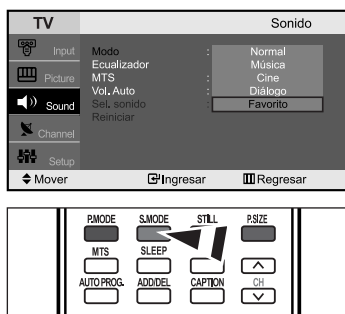 TV Sonido
Input
Picture
Sound
Channel
Setup
Modo : Normal
Música
Ecualizador
MTS : Cine
Vol. Auto : Diálogo
Sel. sonido : Favorito
Reiniciar
Mover Ingresar Regresar
P.MODE S.MODE STILL P.SIZE
MTS SLEEP
AUTO PROG. ADD/DEL CAPTION CH